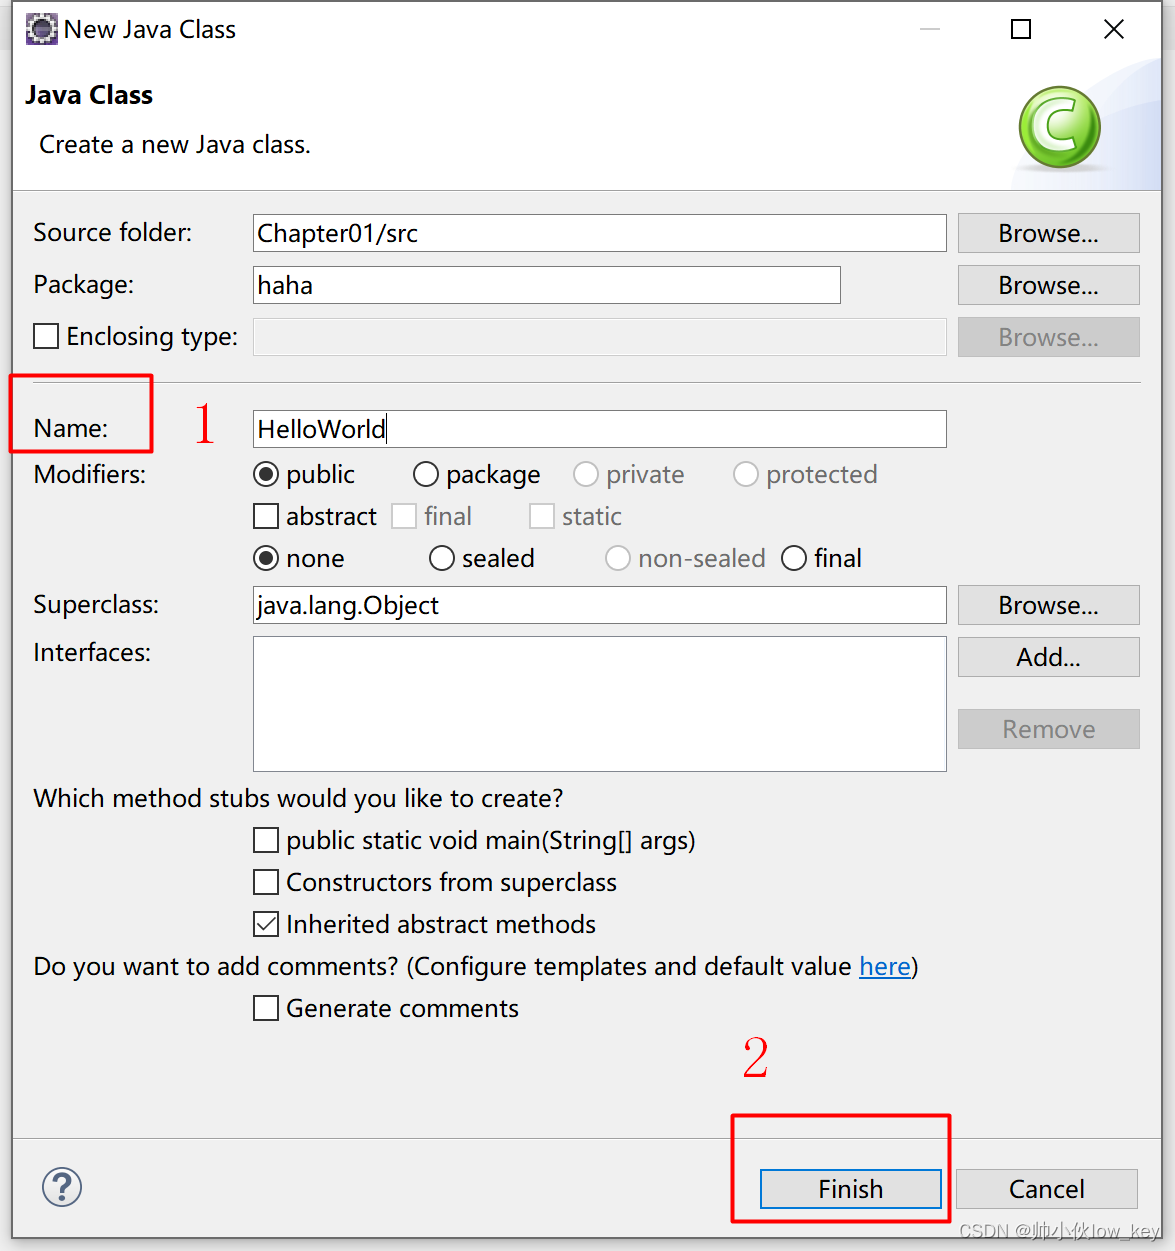 New Java Class
Java Class
Create a new Java class.
C
Source folder: Chapter01/src Browse...
Package: haha Browse...
Enclosing type: Browse...
Name: 1 HelloWorld
Modifiers: public package private protected
abstract final static
none sealed non-sealed final
Superclass: java.lang.Object Browse...
Interfaces: Add...
Remove
Which method stubs would you like to create?
public static void main(String[] args)
Constructors from superclass
Inherited abstract methods
Do you want to add comments? (Configure templates and default value here)
Generate comments
2
? Finish Cancel
CSDN @帅小伙low_key